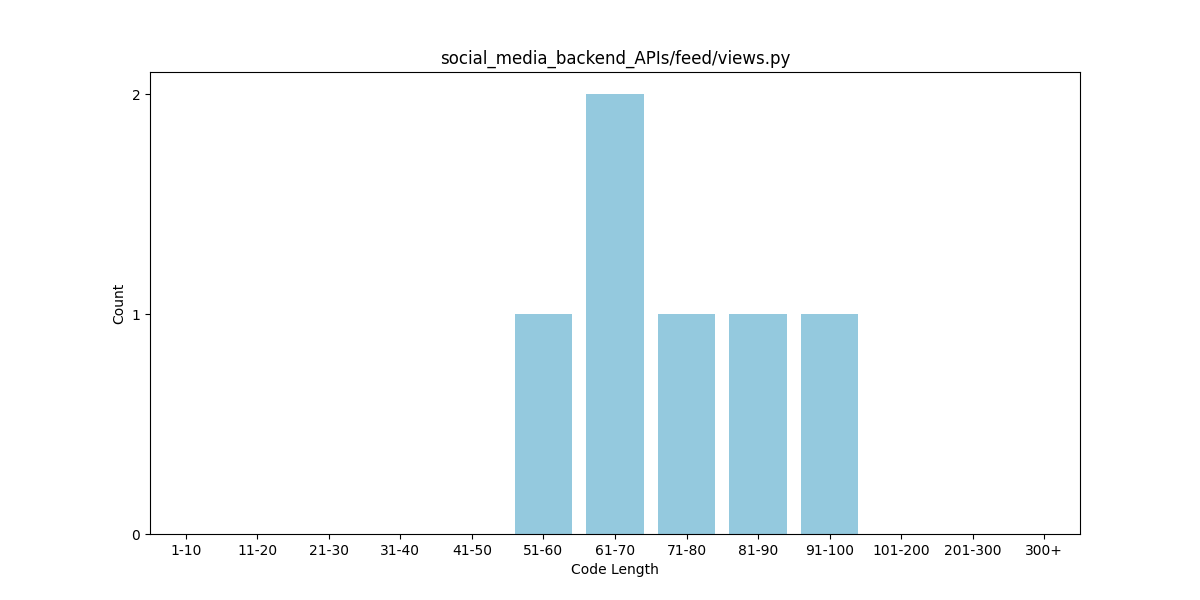 social_media_backend_APIs/feed/views.py
2
1
0
Count
1-10 11-20 21-30 31-40 41-50 51-60 61-70 71-80 81-90 91-100 101-200 201-300 300+
Code Length